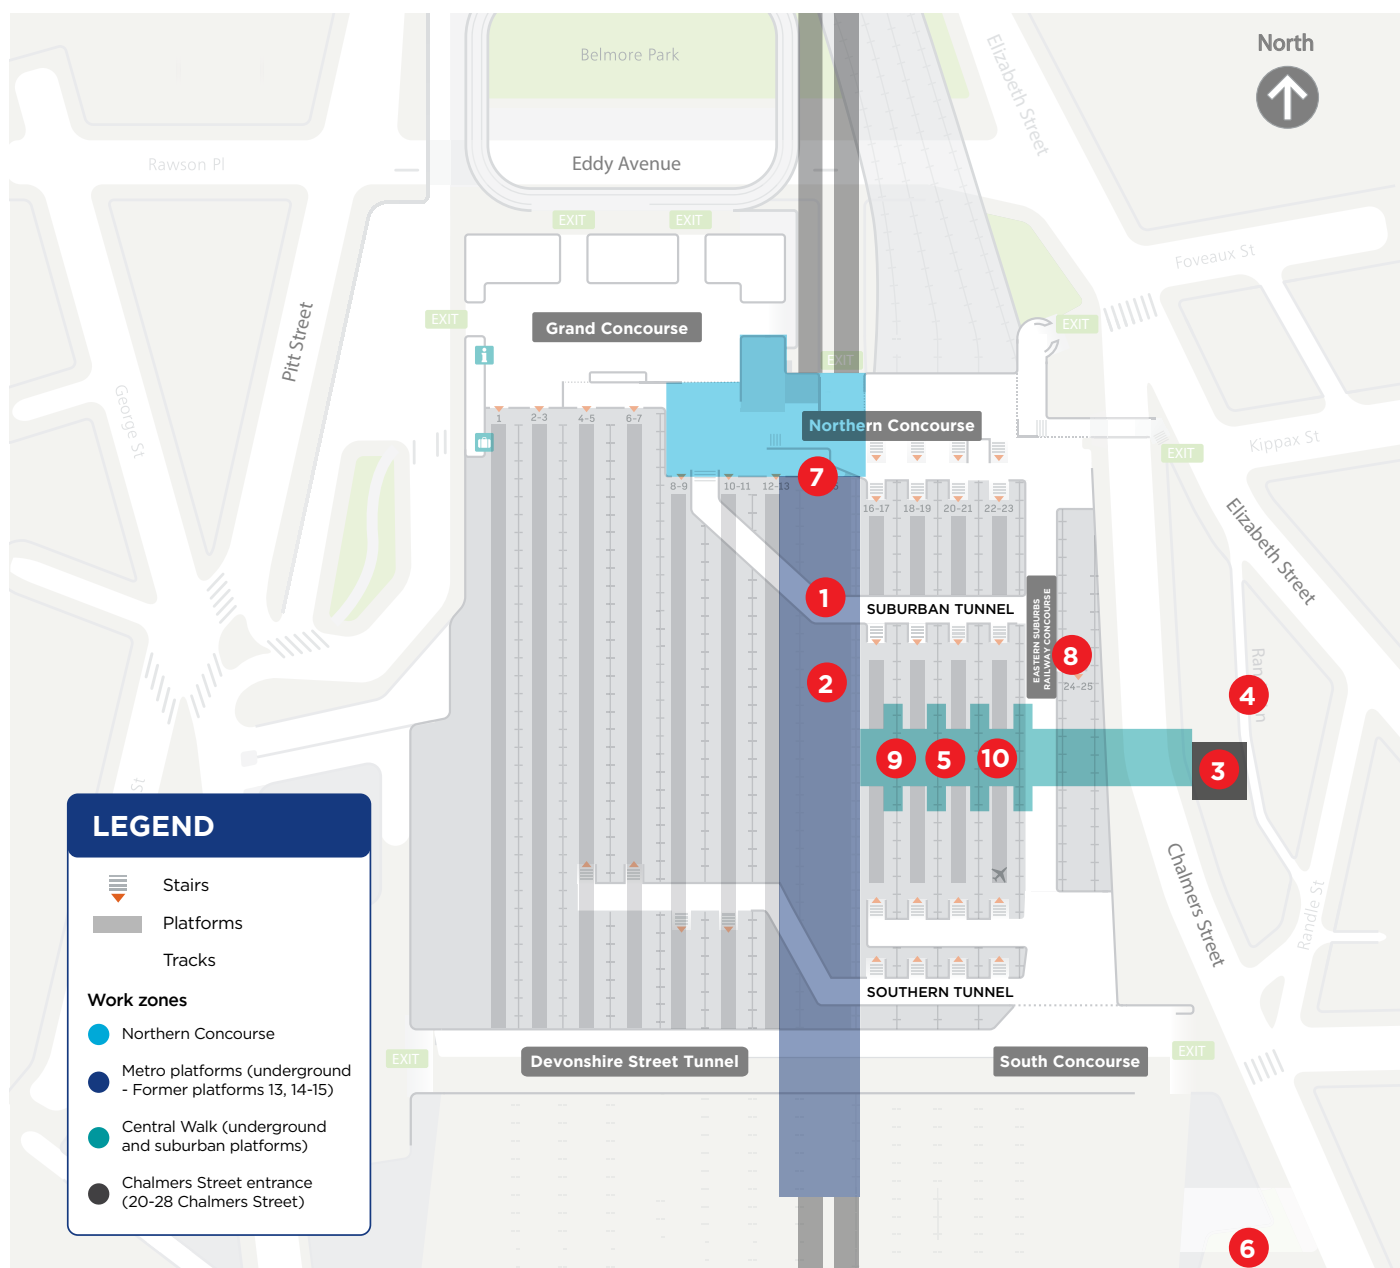 Belmore Park
North
Elizabeth Street
Rawson Pl
Eddy Avenue
EXIT
EXIT
Foveaux St
EXIT
Grand Concourse
EXIT
Pitt Street
EXIT
i
George St
1
2-3
4-5
6-7
Northern Concourse
Kippax St
EXIT
7
8-9
10-11
12-13
16-17
18-19
20-21
22-23
Elizabeth Street
1
SUBURBAN TUNNEL
EASTERN SUBURBS
RAILWAY CONCOURSE
8
2
24-25
4
9
5
10
3
St
LEGEND
Stairs
Platforms
Tracks
Work zones
Northern Concourse
Metro platforms (underground
- Former platforms 13, 14-15)
Central Walk (underground
and suburban platforms)
Chalmers Street entrance
(20-28 Chalmers Street)
Chalmers Street
Randle St
SOUTHERN TUNNEL
EXIT
Devonshire Street Tunnel
South Concourse
EXIT
6